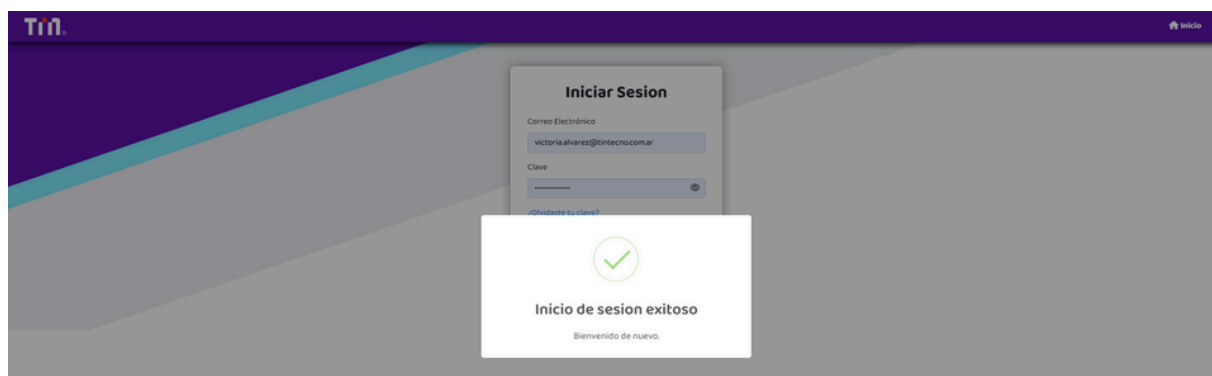 Tin.
Inicio
Iniciar Sesion
Correo Electrónico
victoria.alvarez@tintecno.com.ar
Clave
¿Olvidaste tu clave?
Inicio de sesion exitoso
Bienvenido de nuevo.